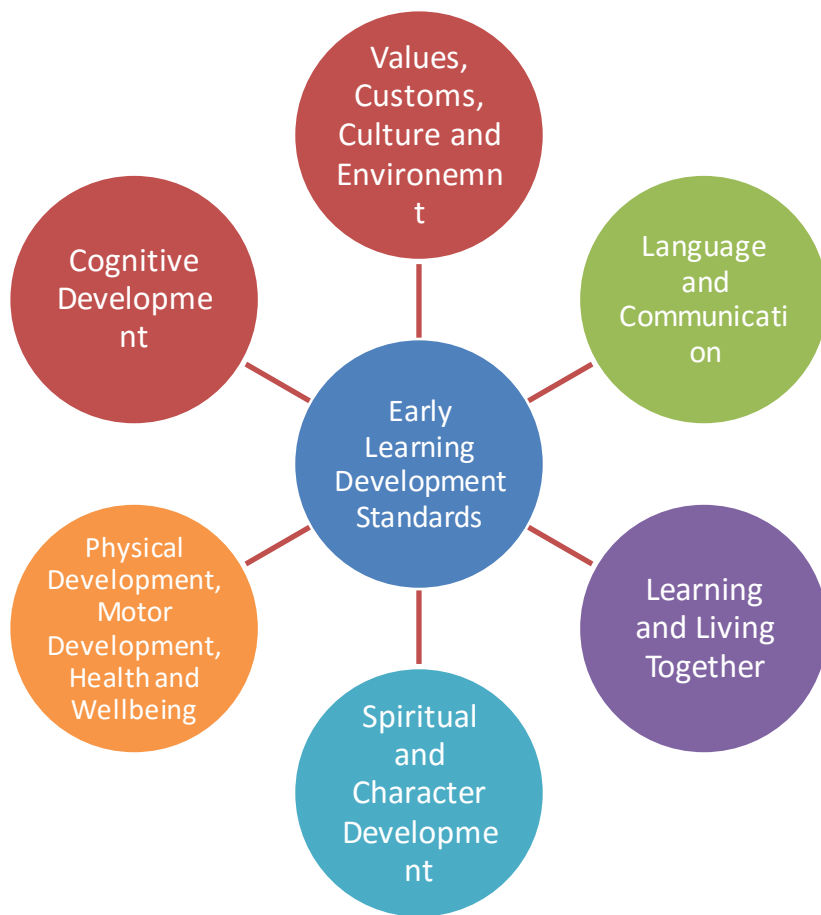 Values,
Customs,
Culture and
Environemn
t
Cognitive
Developme
nt
Language
and
Communicati
on
Early
Learning
Development
Standards
Physical
Development,
Motor
Development,
Health and
Wellbeing
Learning
and Living
Together
Spiritual
and
Character
Developme
nt